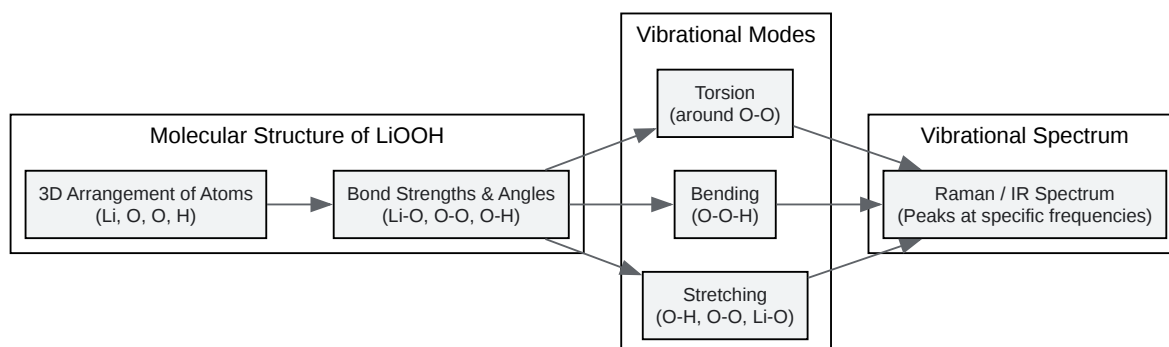 Molecular Structure of LiOOH
3D Arrangement of Atoms
(Li, O, O, H)
Bond Strengths & Angles
(Li-O, O-O, O-H)
Vibrational Modes
Torsion
(around O-O)
Bending
(O-O-H)
Stretching
(O-H, O-O, Li-O)
Vibrational Spectrum
Raman / IR Spectrum
(Peaks at specific frequencies)